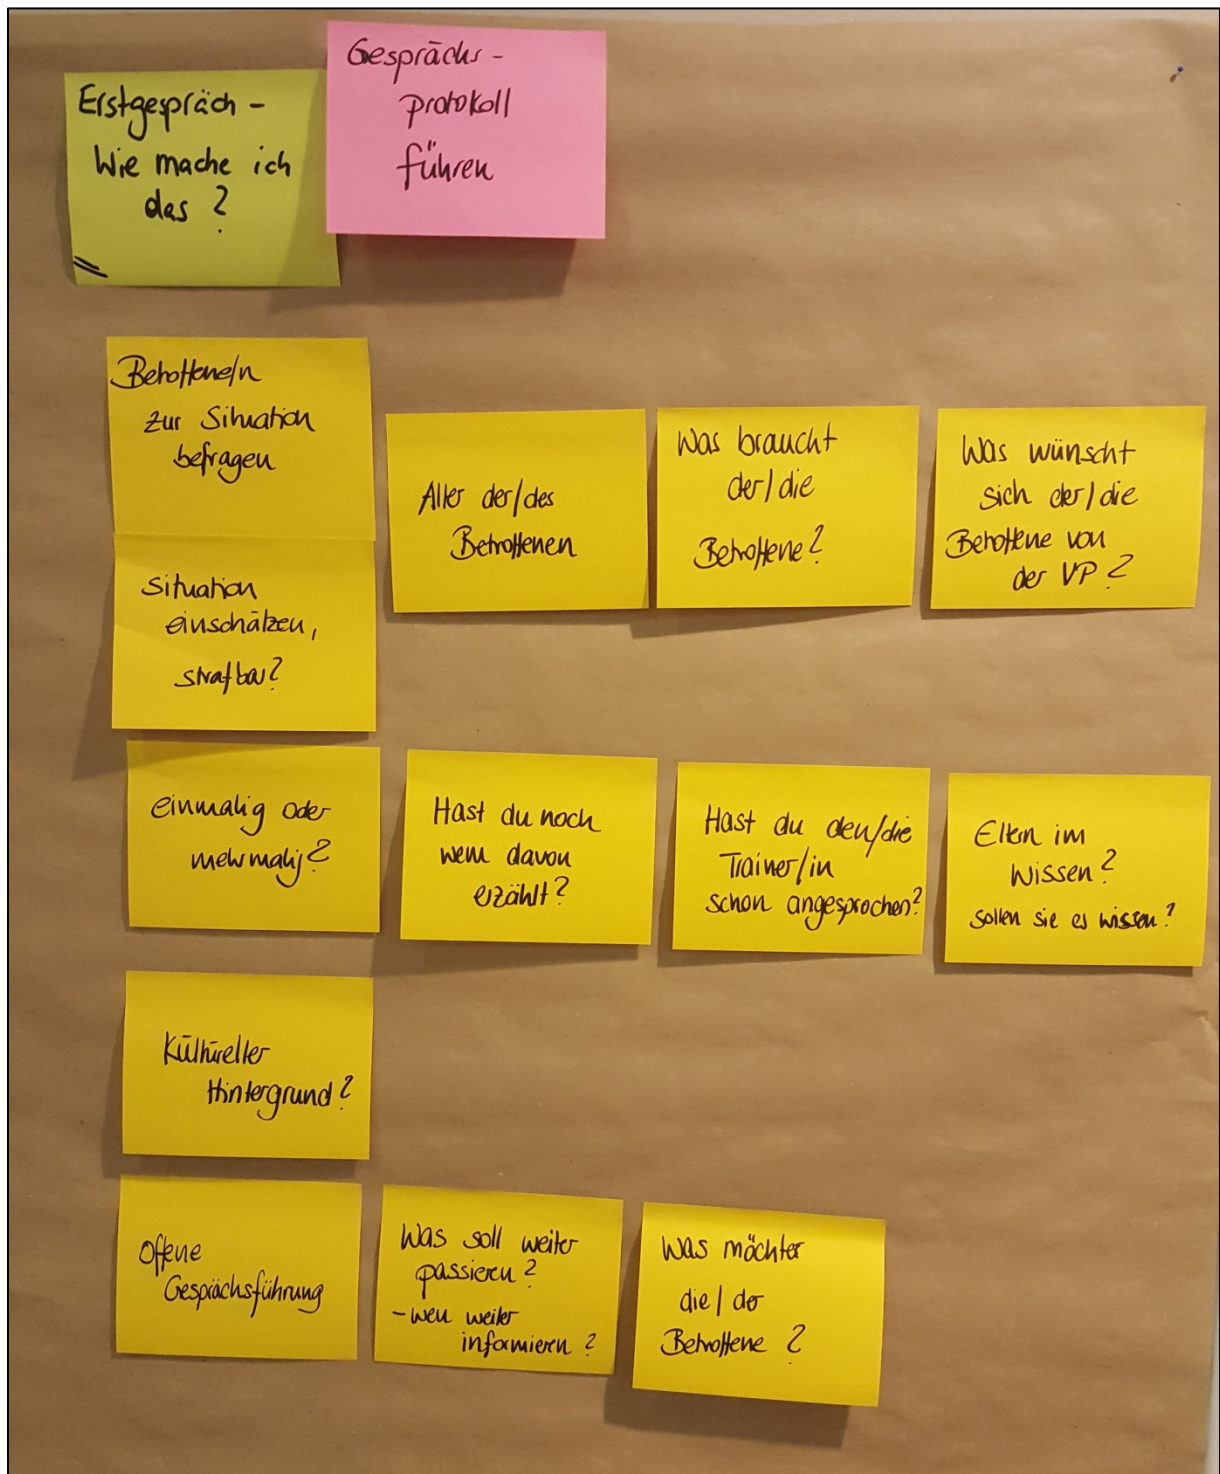 Erstgespräch -
Wie mache ich
das ?
Gesprächs -
protokoll
führen
Betroffene/n
zur Situation
befragen
Situation
einschätzen,
strafbar?
Alter der/des
Betroffenen
Was braucht
der/die
Betroffene?
Was wünscht
sich der/die
Betroffene von
der VP ?
einmalig oder
mehrmalig?
Hast du noch
wem davon
erzählt?
Hast du den/die
Trainer/in
schon angesprochen?
Eltern im
Wissen?
sollen sie es wissen?
Kultureller
Hintergrund?
Offene
Gesprächsführung
Was soll weiter
passieren?
- wen weiter
informieren ?
Was möchter
die/der
Betroffene ?